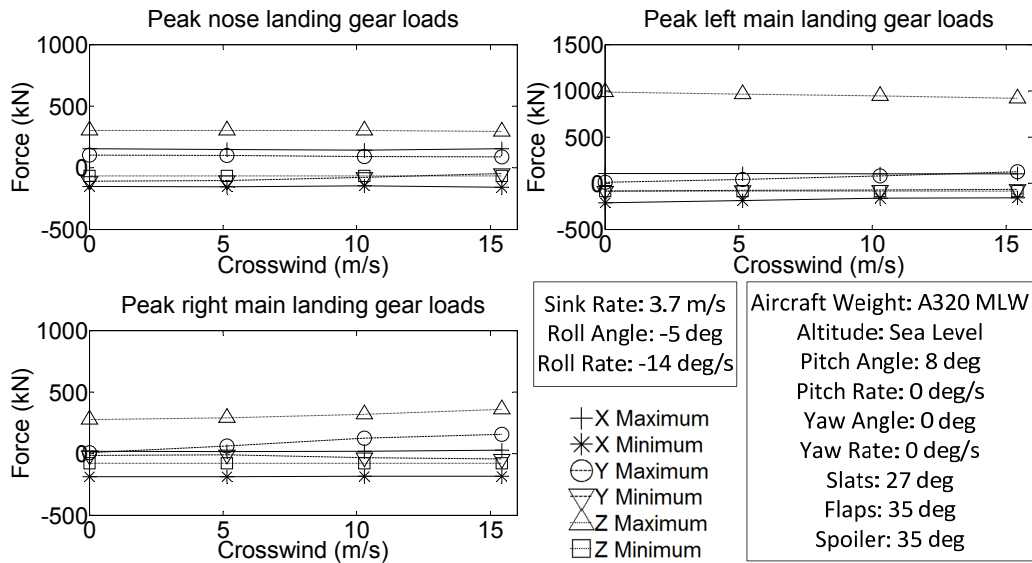 Peak nose landing gear loads
1000
500
0
-500
Force (kN)
0 5 10 15
Crosswind (m/s)
Peak left main landing gear loads
1500
1000
500
0
-500
Force (kN)
0 5 10 15
Crosswind (m/s)
Peak right main landing gear loads
1000
500
0
-500
Force (kN)
0 5 10 15
Crosswind (m/s)
Sink Rate: 3.7 m/s
Roll Angle: -5 deg
Roll Rate: -14 deg/s
X Maximum
X Minimum
Y Maximum
Y Minimum
Z Maximum
Z Minimum
Aircraft Weight: A320 MLW
Altitude: Sea Level
Pitch Angle: 8 deg
Pitch Rate: 0 deg/s
Yaw Angle: 0 deg
Yaw Rate: 0 deg/s
Slats: 27 deg
Flaps: 35 deg
Spoiler: 35 deg